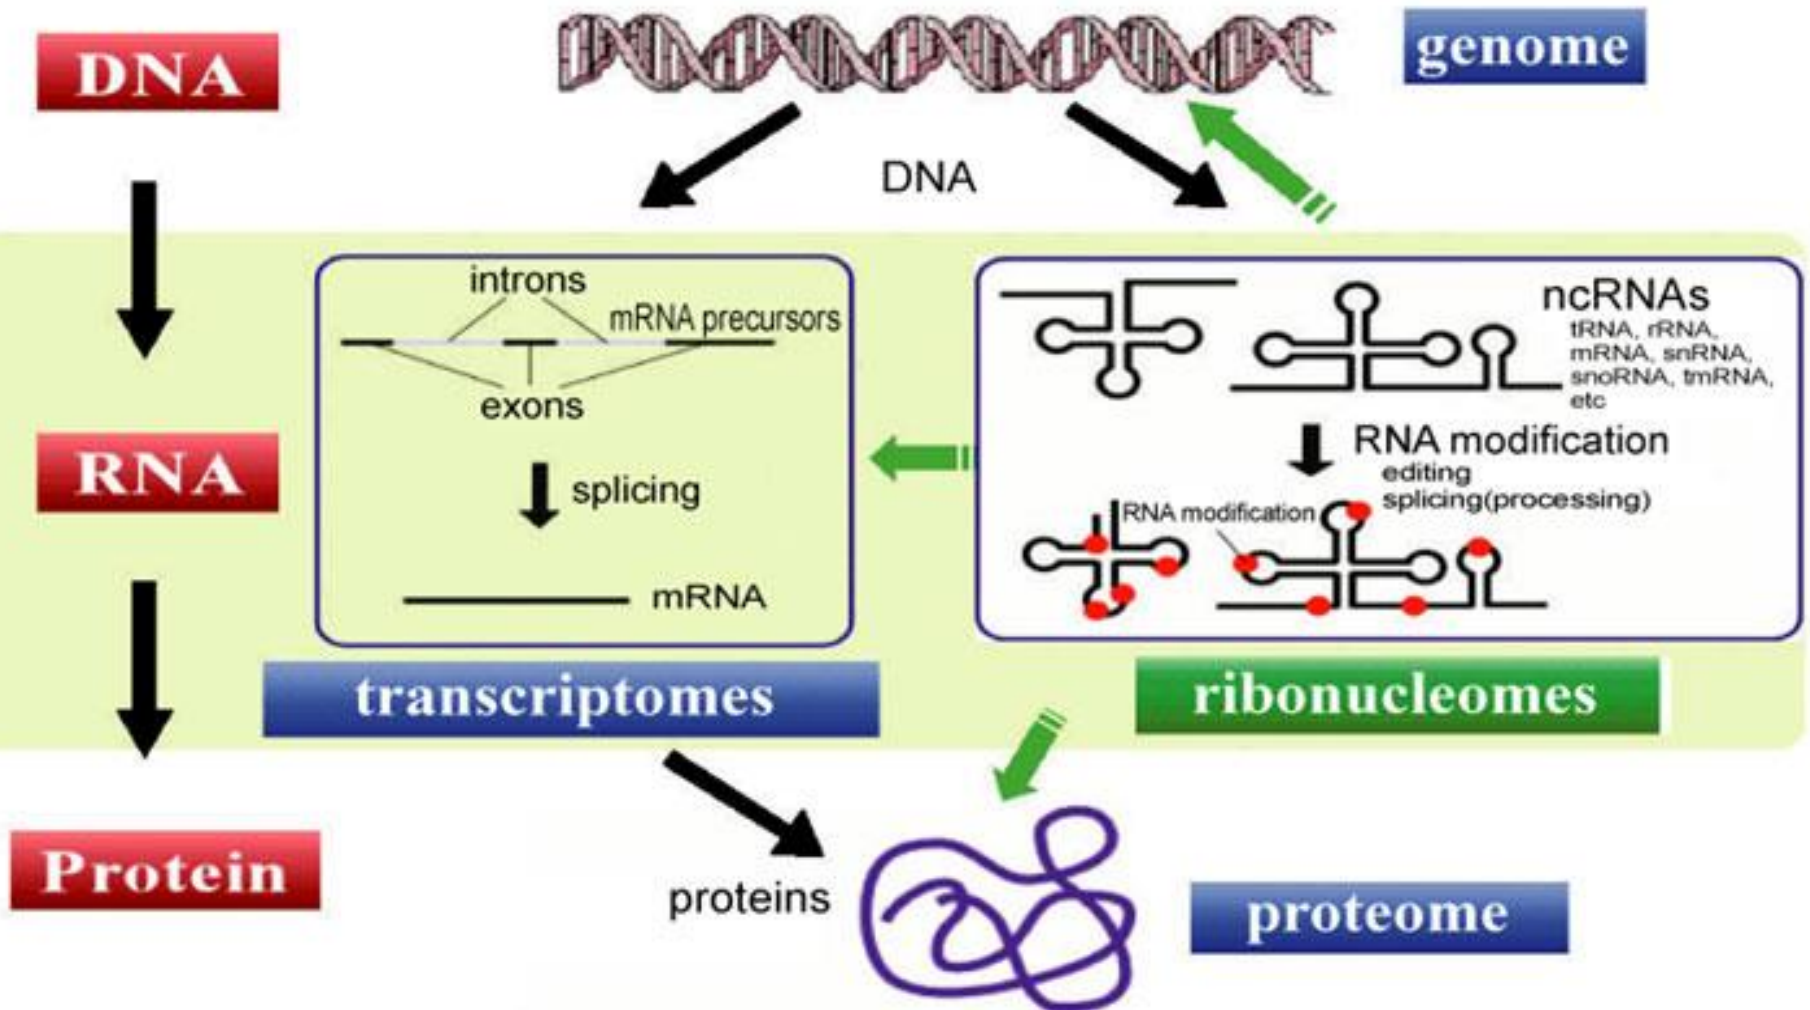 DNA
genome
DNA
introns
mRNA precursors
exons
splicing
mRNA
transcriptomes
ncRNAs
tRNA, rRNA,
mRNA, snRNA,
snoRNA, tmRNA,
etc
RNA modification
editing
splicing(processing)
RNA modification
ribonucleomes
RNA
Protein
proteins
proteome